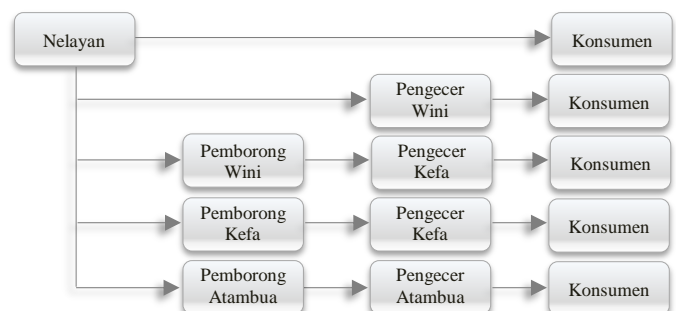 Nelayan
Konsumen
Pengecer
Wini
Konsumen
Pemborong
Wini
Pengecer
Kefa
Konsumen
Pemborong
Kefa
Pengecer
Kefa
Konsumen
Pemborong
Atambua
Pengecer
Atambua
Konsumen